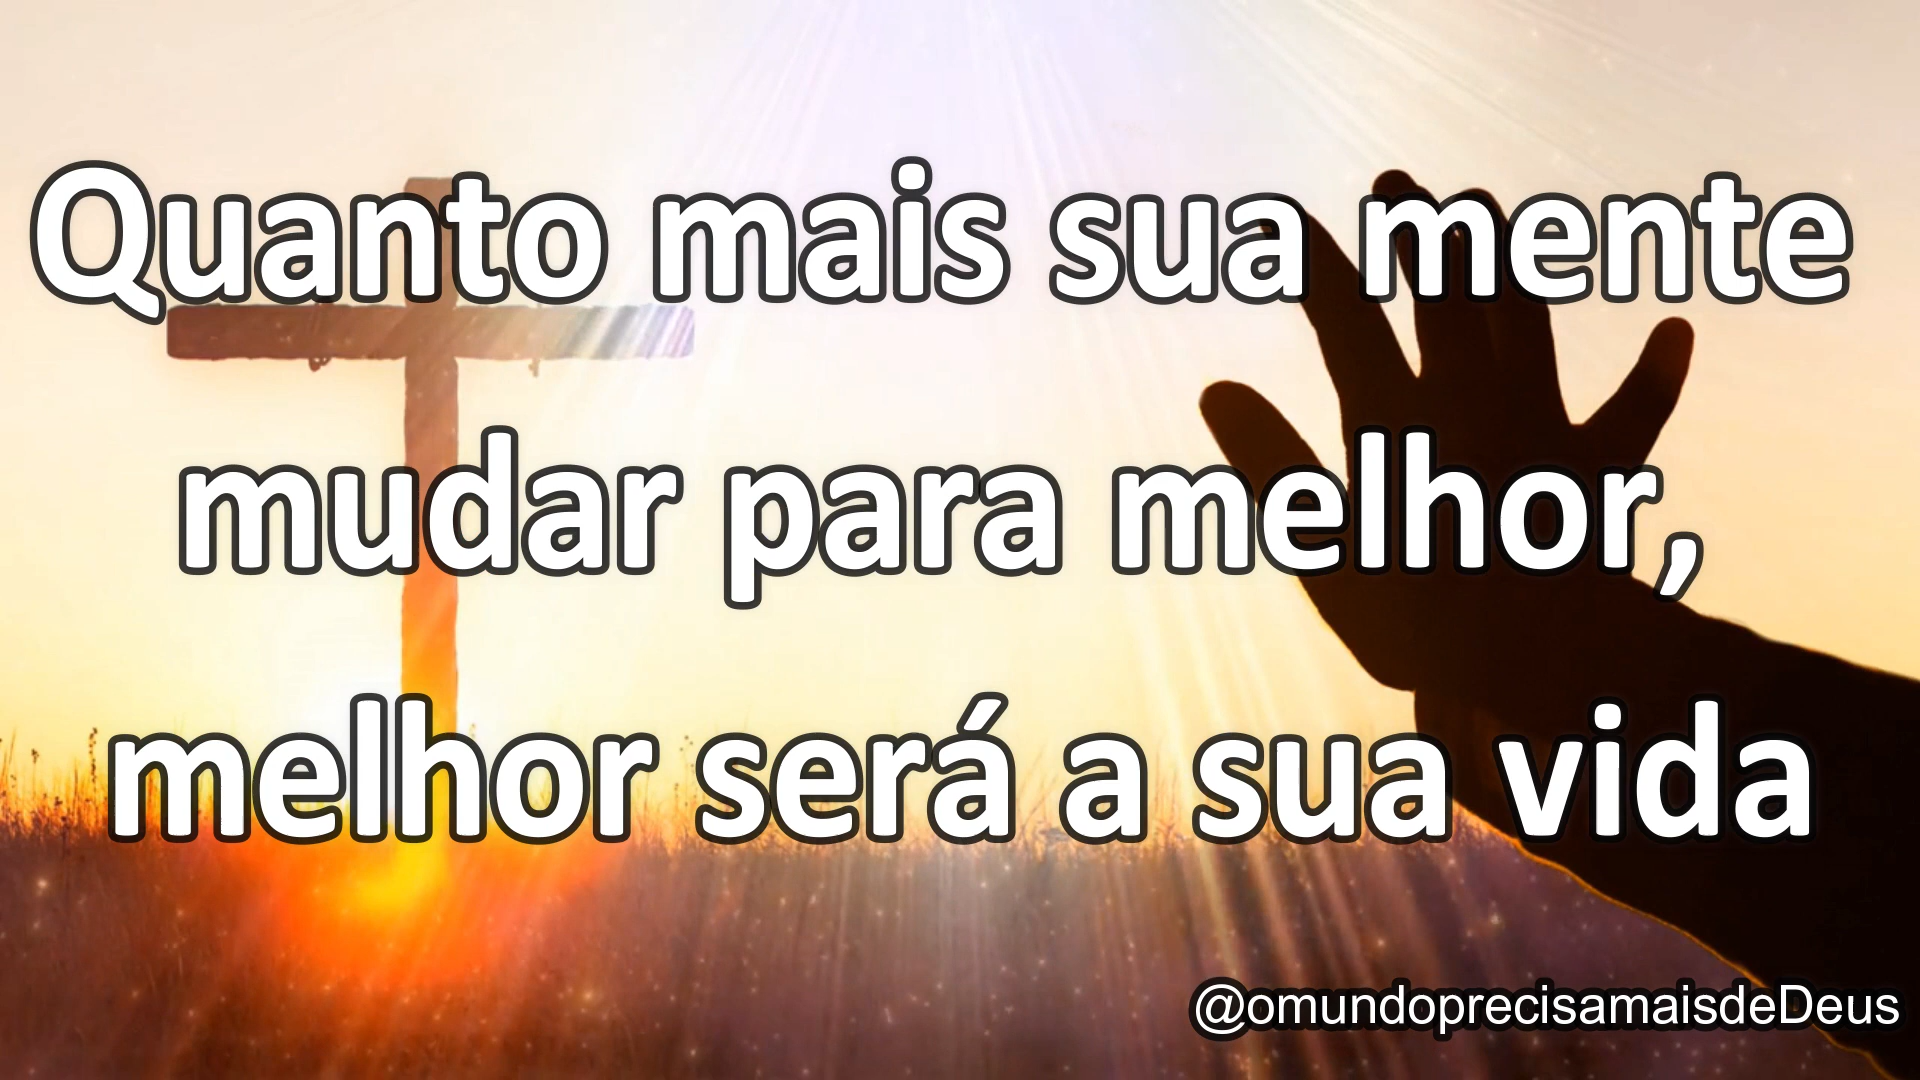 Quanto mais sua mente
mudar para melhor,
melhor será a sua vida
@omundoprecisamaisdeDeus